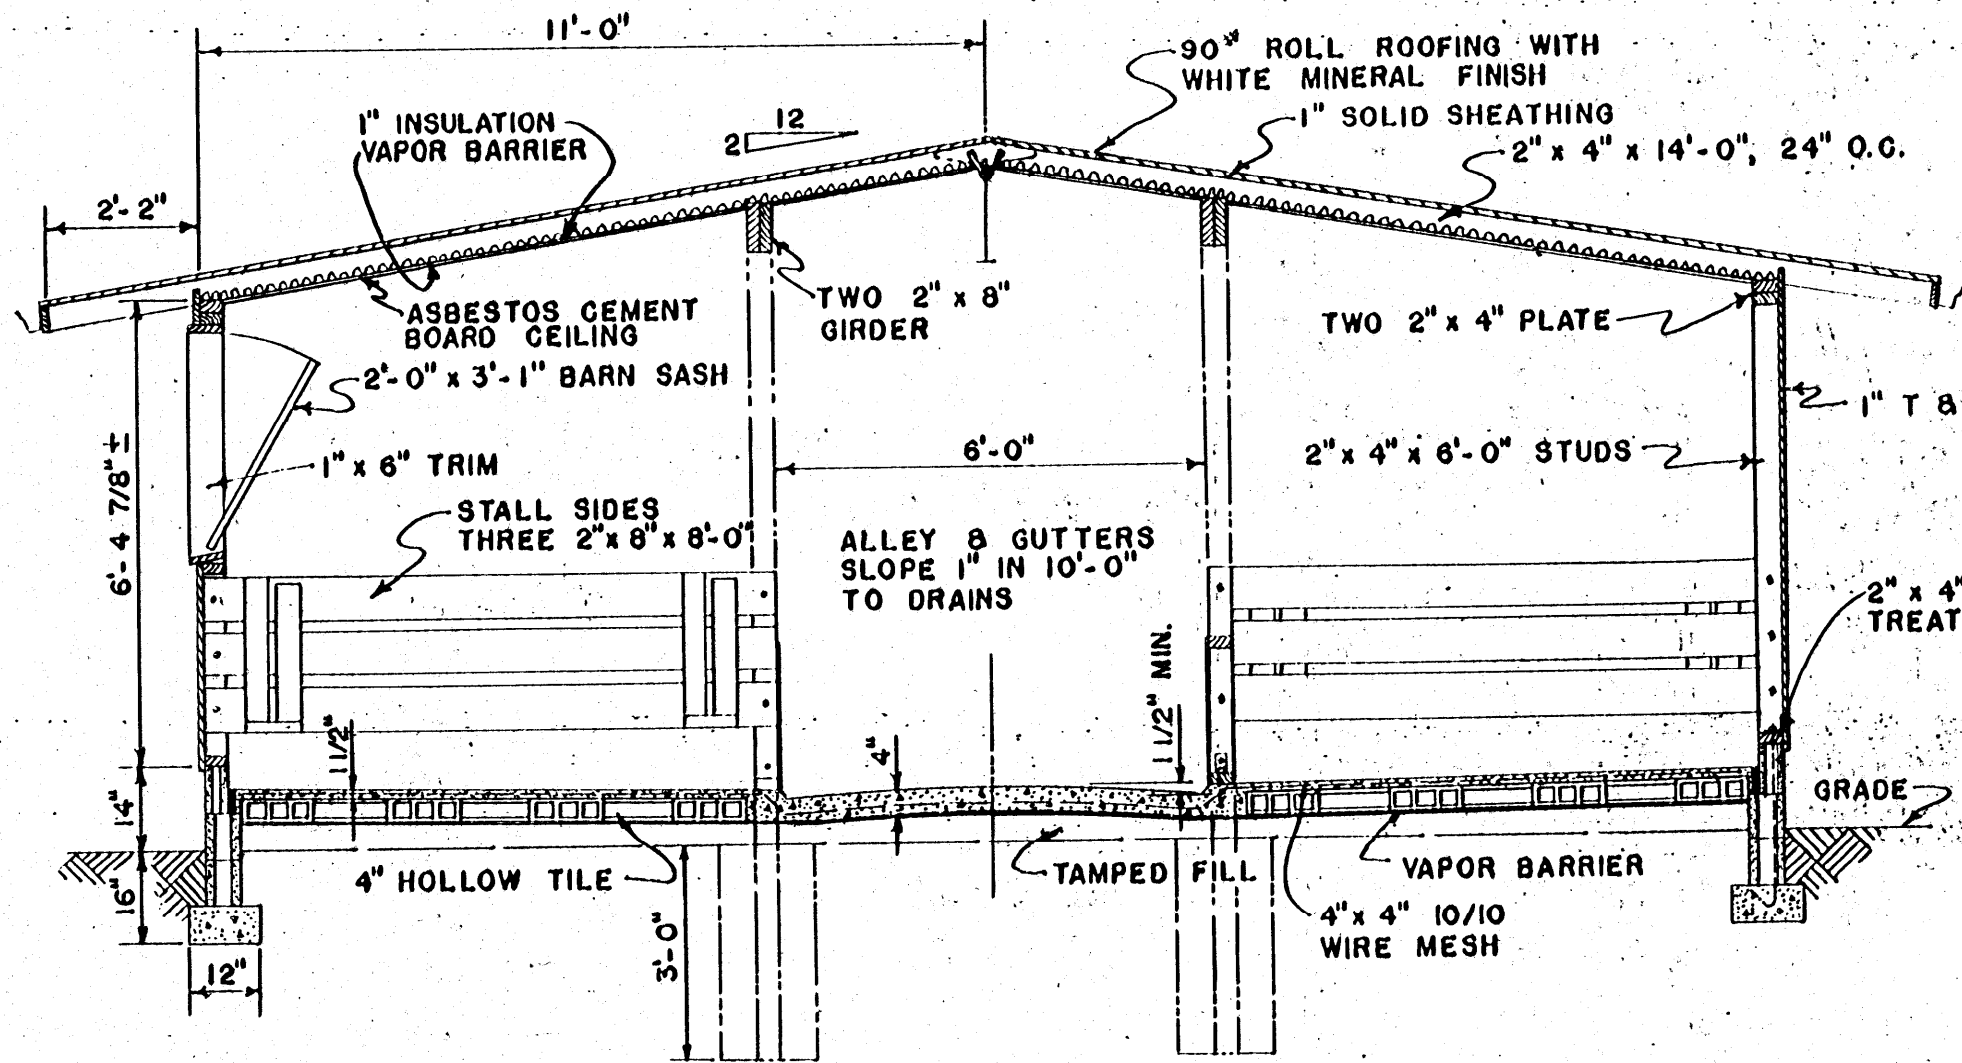 11'-0"
90# ROLL ROOFING WITH
WHITE MINERAL FINISH
1" SOLID SHEATHING
2" x 4" x 14'-0", 24" O.C.
1" INSULATION
VAPOR BARRIER
12
2
2'-2"
ASBESTOS CEMENT
BOARD CEILING
TWO 2" x 8"
GIRDER
TWO 2" x 4" PLATE
2'-0" x 3'-1" BARN SASH
1" T &
6'-0"
1" x 6" TRIM
2" x 4" x 6'-0" STUDS
6'-4 7/8" ±
STALL SIDES
THREE 2" x 8" x 8'-0"
ALLEY & GUTTERS
SLOPE 1" IN 10'-0"
TO DRAINS
2" x 4"
TREAT
1 1/2"
4"
1 1/2" MIN.
14"
GRADE
4" HOLLOW TILE
TAMPED FILL
VAPOR BARRIER
16"
4" x 4" 10/10
WIRE MESH
3'-0"
12"